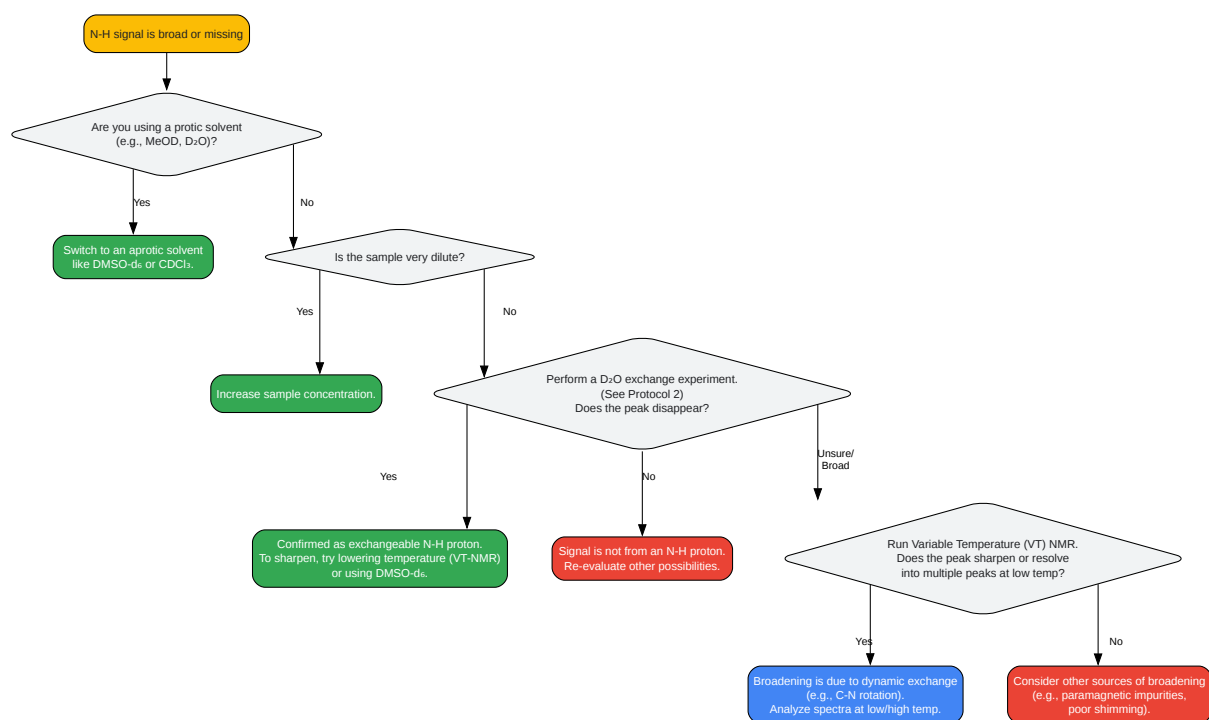 N-H signal is broad or missing
Are you using a protic solvent
(e.g., MeOD, D₂O)?
Yes
No
Switch to an aprotic solvent
like DMSO-d₆ or CDCl₃.
Is the sample very dilute?
Yes
No
Increase sample concentration.
Perform a D₂O exchange experiment.
(See Protocol 2)
Does the peak disappear?
Yes
No
Unsure/
Broad
Confirmed as exchangeable N-H proton.
To sharpen, try lowering temperature (VT-NMR)
or using DMSO-d₆.
Signal is not from an N-H proton.
Re-evaluate other possibilities.
Run Variable Temperature (VT) NMR.
Does the peak sharpen or resolve
into multiple peaks at low temp?
Yes
No
Broadening is due to dynamic exchange
(e.g., C-N rotation).
Analyze spectra at low/high temp.
Consider other sources of broadening
(e.g., paramagnetic impurities,
poor shimming).